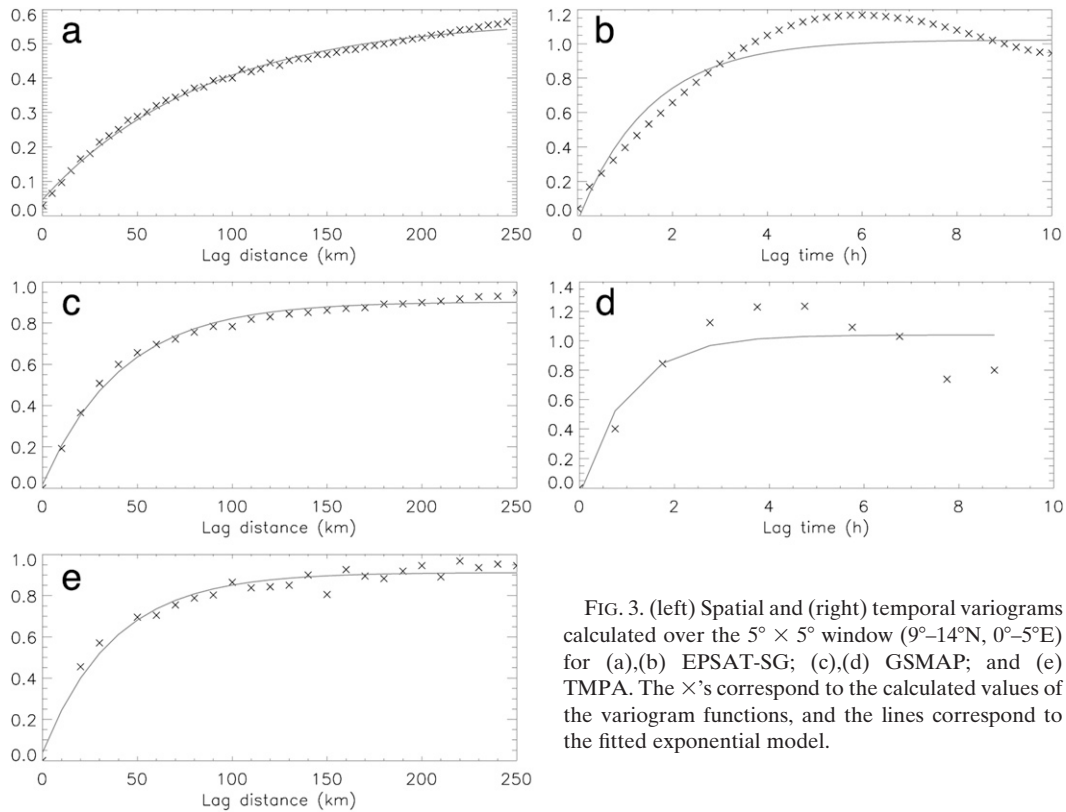 a
0.6
0.5
0.4
0.3
0.2
0.1
0.0
0 50 100 150 200 250
Lag distance (km)
b
1.2
1.0
0.8
0.6
0.4
0.2
0.0
0 2 4 6 8 10
Lag time (h)
c
1.0
0.8
0.6
0.4
0.2
0.0
0 50 100 150 200 250
Lag distance (km)
d
1.4
1.2
1.0
0.8
0.6
0.4
0.2
0.0
0 2 4 6 8 10
Lag time (h)
e
1.0
0.8
0.6
0.4
0.2
0.0
0 50 100 150 200 250
Lag distance (km)
FIG. 3. (left) Spatial and (right) temporal variograms
calculated over the 5° × 5° window (9°–14°N, 0°–5°E)
for (a),(b) EPSAT-SG; (c),(d) GSMAP; and (e)
TMPA. The ×'s correspond to the calculated values of
the variogram functions, and the lines correspond to
the fitted exponential model.